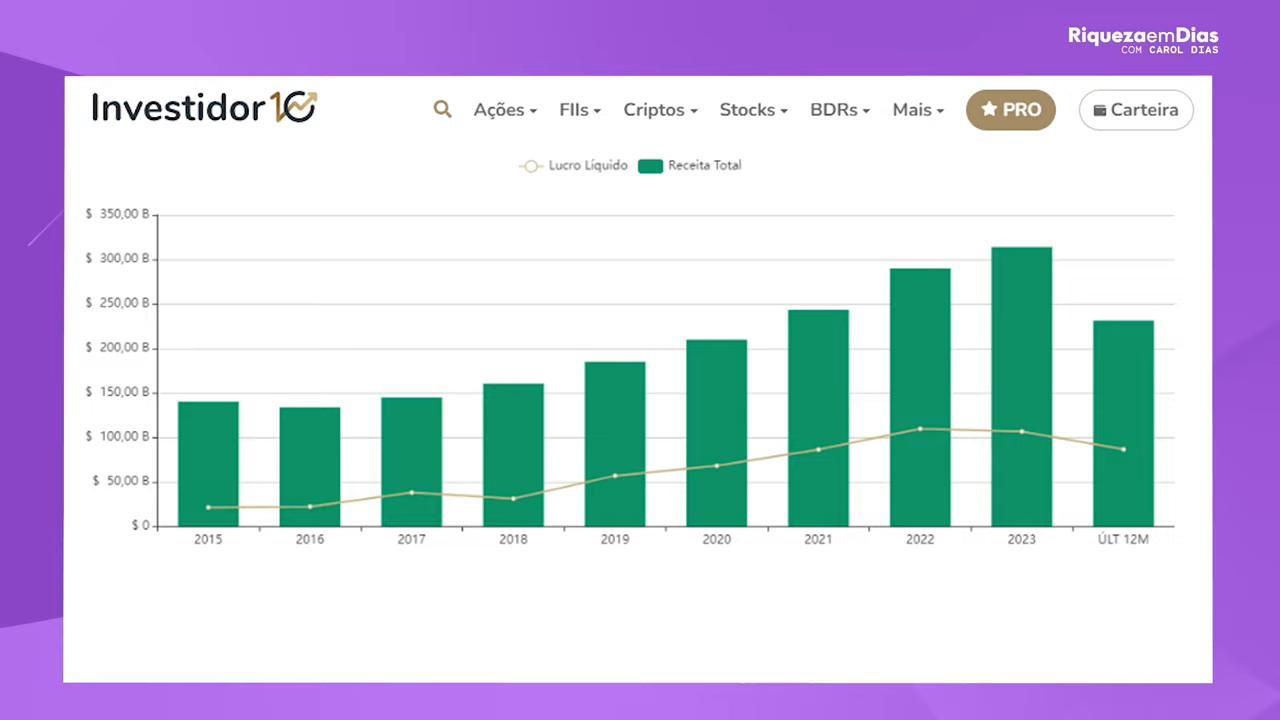 RiquezaemDias
COM CAROL DIAS
Investidor10
Ações FIIs Criptos Stocks BDRs Mais PRO Carteira
Lucro Líquido Receita Total
$ 350,00 B
$ 300,00 B
$ 250,00 B
$ 200,00 B
$ 150,00 B
$ 100,00 B
$ 50,00 B
$ 0
2015 2016 2017 2018 2019 2020 2021 2022 2023 ÚLT 12M